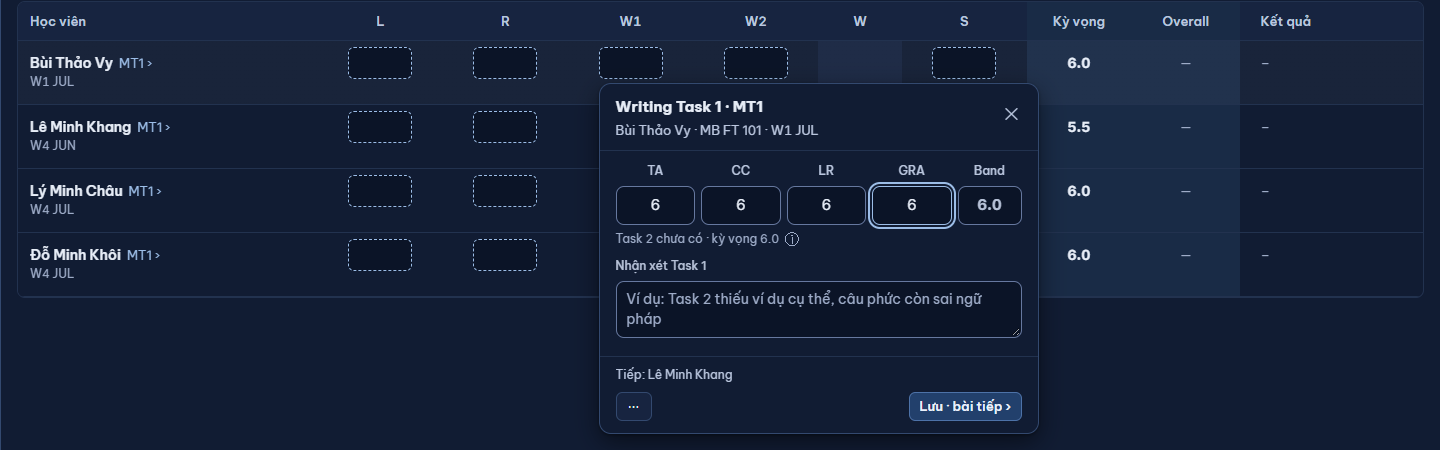 Học viên L R W1 W2 W S Kỳ vọng Overall Kết quả
Bùi Thảo Vy MT1 › 6.0 — –
W1 JUL
Writing Task 1 · MT1
Bùi Thảo Vy · MB FT 101 · W1 JUL
Lê Minh Khang MT1 › 5.5 — –
W4 JUN
TA CC LR GRA Band
Lý Minh Châu MT1 › 6 6 6 6 6.0 6.0 — –
W4 JUL
Task 2 chưa có · kỳ vọng 6.0 ⓘ
Đỗ Minh Khôi MT1 › 6.0 — –
W4 JUL
Nhận xét Task 1
Ví dụ: Task 2 thiếu ví dụ cụ thể, câu phức còn sai ngữ
pháp
Tiếp: Lê Minh Khang
... Lưu · bài tiếp ›